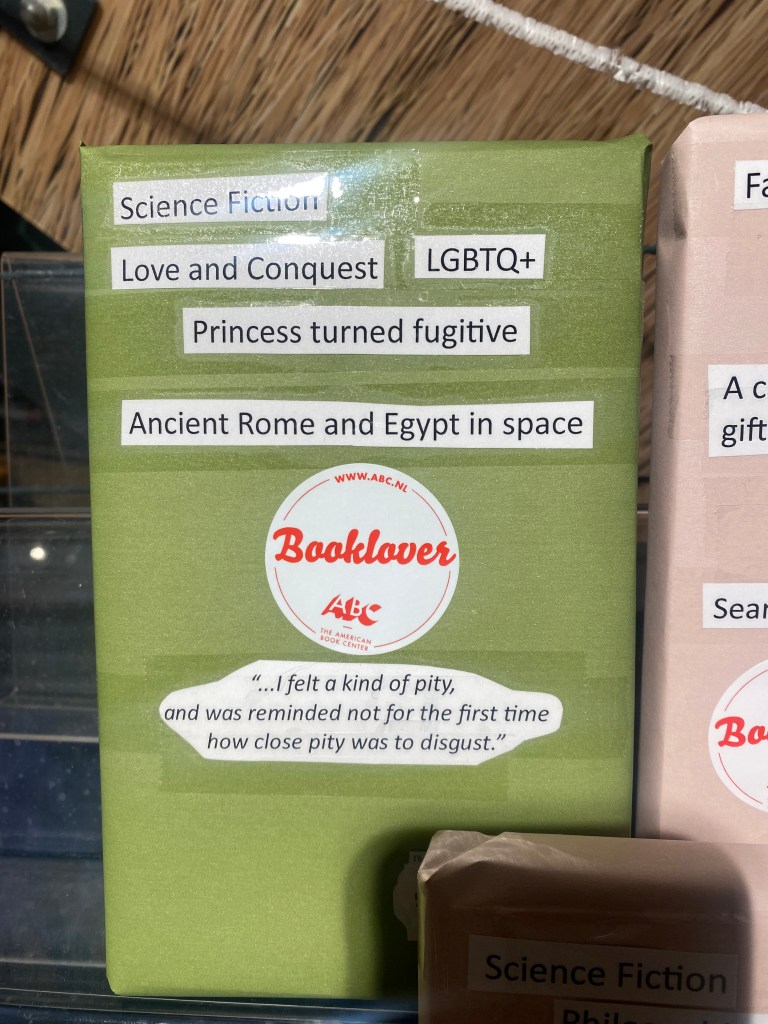 Science Fiction
Love and Conquest
LGBTQ+
Princess turned fugitive
Ancient Rome and Egypt in space
WWW.ABC.NL
Booklover
ABC
THE AMERICAN
BOOK CENTER
“...I felt a kind of pity,
and was reminded not for the first time
how close pity was to disgust.”
Fa
A c
gift
Sear
Bo
Science Fiction